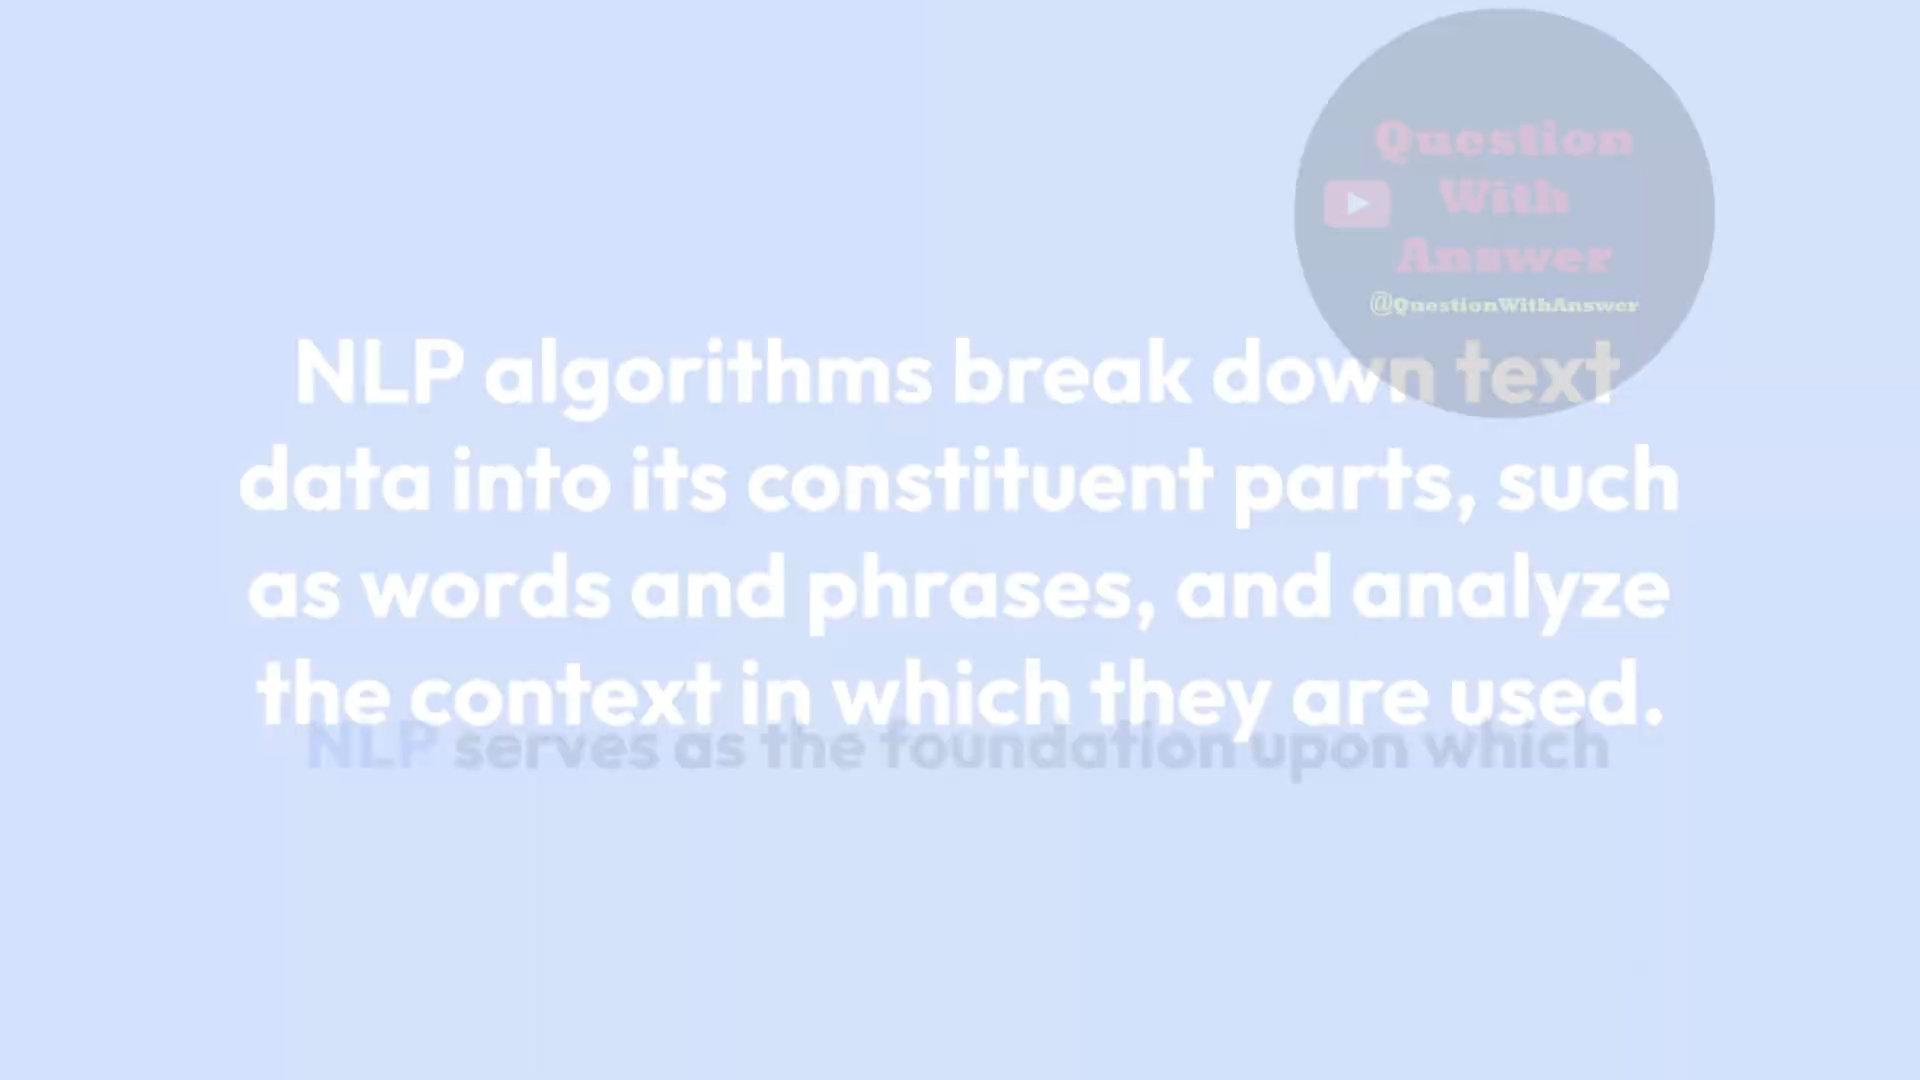 Question
With
Answer
@QuestionWithAnswer
NLP algorithms break down text
data into its constituent parts, such
as words and phrases, and analyze
the context in which they are used.
NLP serves as the foundation upon which